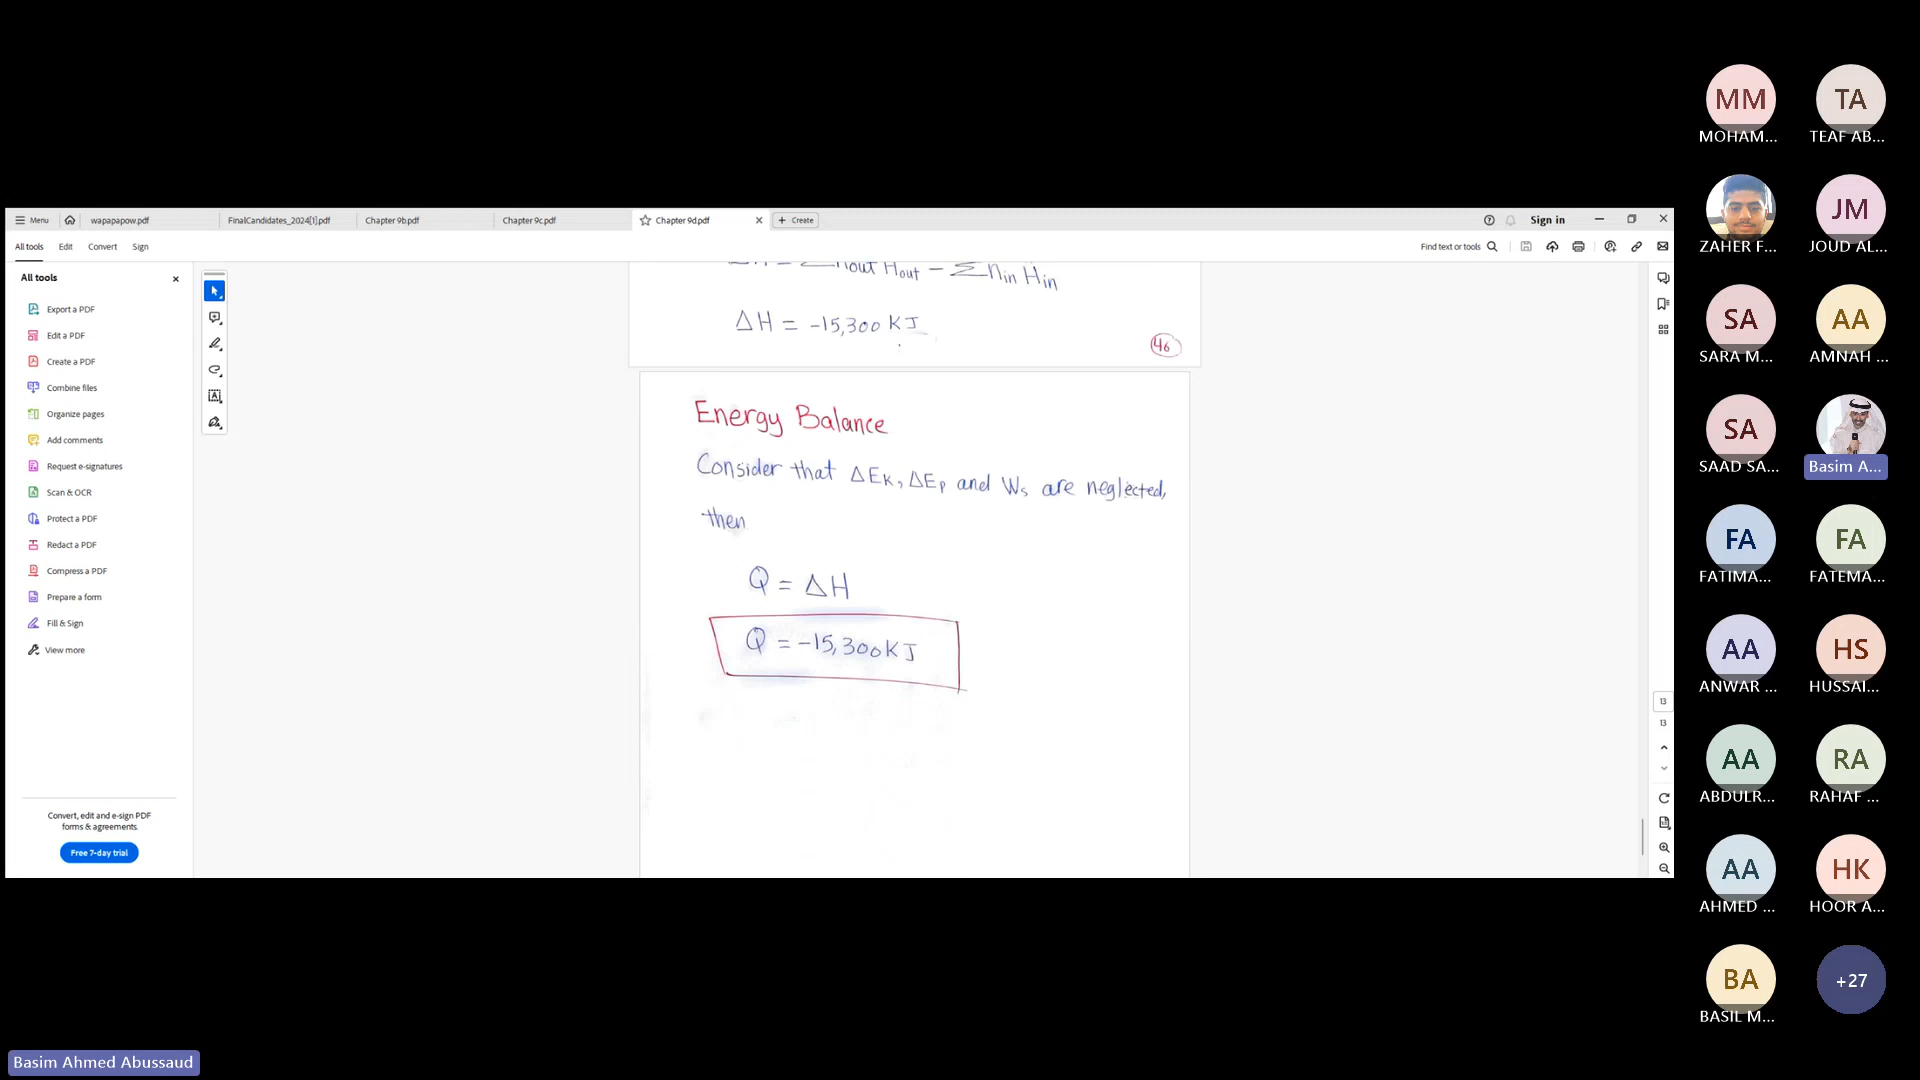 MM
TA
MOHAM...
TEAF AB...
JM
ZAHER F...
JOUD AL...
Menu
wapapapow.pdf
FinalCandidates_2024[1].pdf
Chapter 9b.pdf
Chapter 9c.pdf
Chapter 9d.pdf
Create
Sign in
All tools
Edit
Convert
Sign
Find text or tools
All tools
Export a PDF
Edit a PDF
Create a PDF
Combine files
Organize pages
Add comments
Request e-signatures
Scan & OCR
Protect a PDF
Redact a PDF
Compress a PDF
Prepare a form
Fill & Sign
View more
Convert, edit and e-sign PDF
forms & agreements.
Free 7-day trial
Hout - Σ nin Hin
ΔH = -15,300 KJ
46
Energy Balance
Consider that ΔEK, ΔEp and Ws are neglected,
then
Q = ΔH
Q = -15,300 KJ
13
13
SA
AA
SARA M...
AMNAH ...
SA
SAAD SA...
Basim A...
FA
FA
FATIMA...
FATEMA...
AA
HS
ANWAR ...
HUSSAI...
AA
RA
ABDULR...
RAHAF ...
AA
HK
AHMED ...
HOOR A...
BA
+27
BASIL M...
Basim Ahmed Abussaud